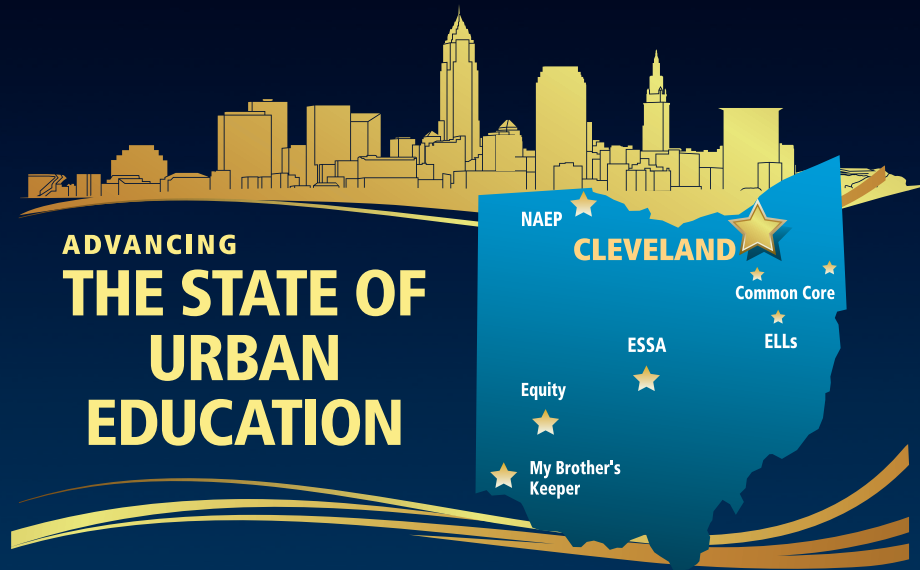 ADVANCING
THE STATE OF
URBAN
EDUCATION
NAEP
CLEVELAND
Common Core
ELLs
ESSA
Equity
My Brother's
Keeper